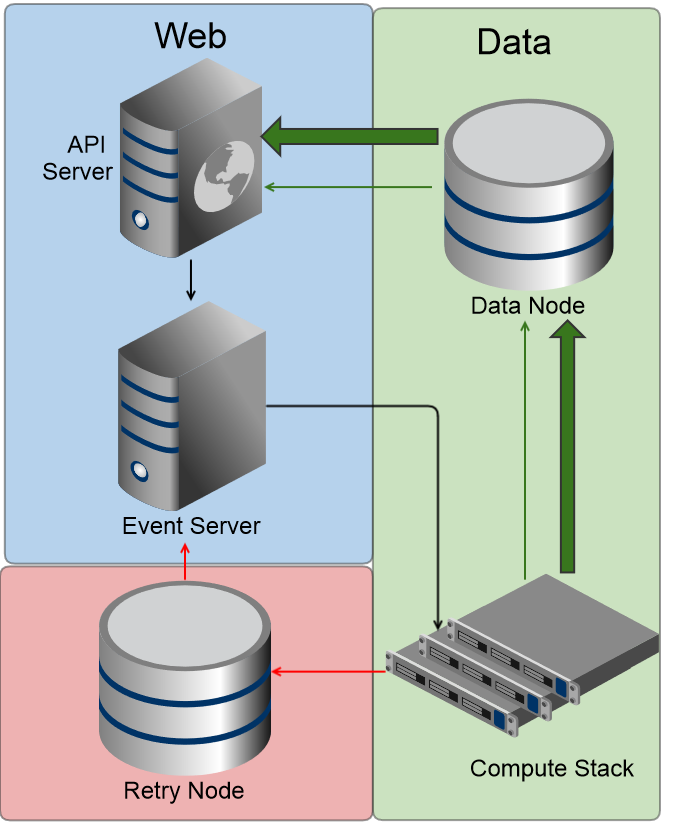 Web
Data
API
Server
Data Node
Event Server
Compute Stack
Retry Node